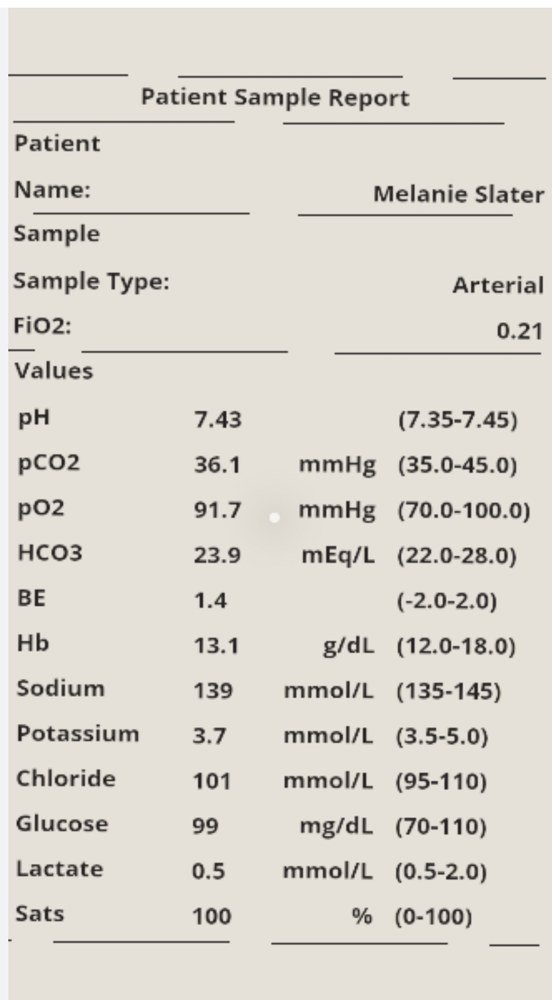 Patient Sample Report
Patient
Name: Melanie Slater
Sample
Sample Type: Arterial
FiO2: 0.21
Values
pH 7.43 (7.35-7.45)
pCO2 36.1 mmHg (35.0-45.0)
pO2 91.7 mmHg (70.0-100.0)
HCO3 23.9 mEq/L (22.0-28.0)
BE 1.4 (-2.0-2.0)
Hb 13.1 g/dL (12.0-18.0)
Sodium 139 mmol/L (135-145)
Potassium 3.7 mmol/L (3.5-5.0)
Chloride 101 mmol/L (95-110)
Glucose 99 mg/dL (70-110)
Lactate 0.5 mmol/L (0.5-2.0)
Sats 100 % (0-100)